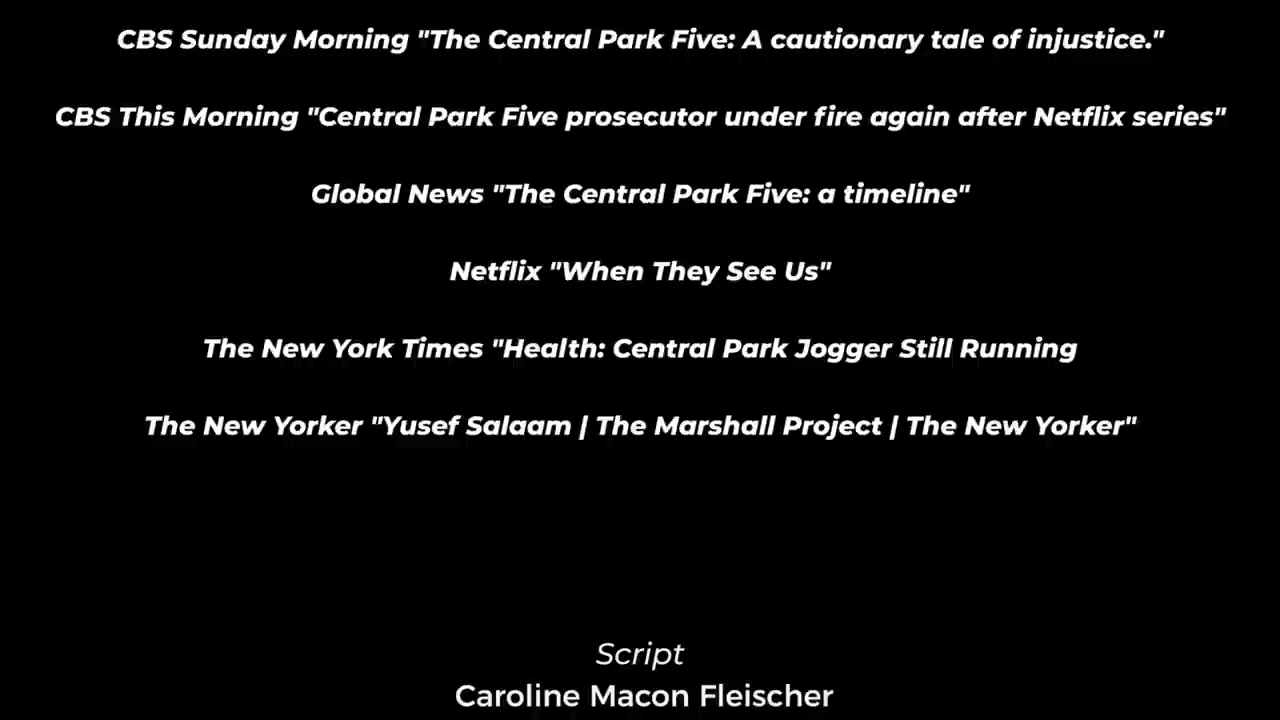 CBS Sunday Morning "The Central Park Five: A cautionary tale of injustice."
CBS This Morning "Central Park Five prosecutor under fire again after Netflix series"
Global News "The Central Park Five: a timeline"
Netflix "When They See Us"
The New York Times "Health: Central Park Jogger Still Running
The New Yorker "Yusef Salaam | The Marshall Project | The New Yorker"
Script
Caroline Macon Fleischer